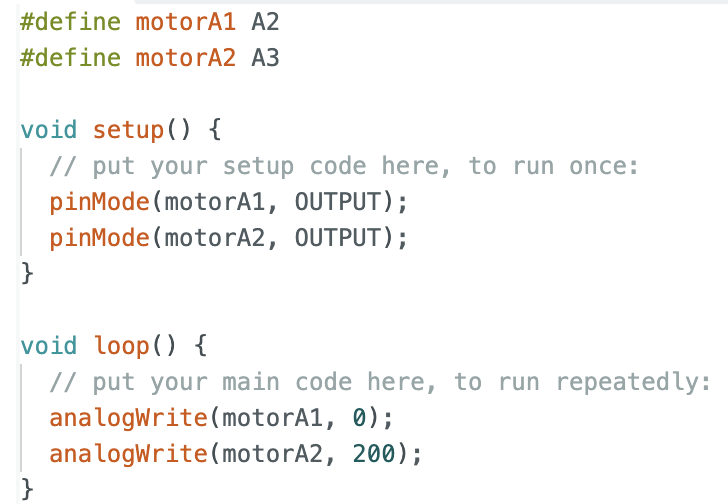 #define motorA1 A2
#define motorA2 A3

void setup() {
  // put your setup code here, to run once:
  pinMode(motorA1, OUTPUT);
  pinMode(motorA2, OUTPUT);
}

void loop() {
  // put your main code here, to run repeatedly:
  analogWrite(motorA1, 0);
  analogWrite(motorA2, 200);
}